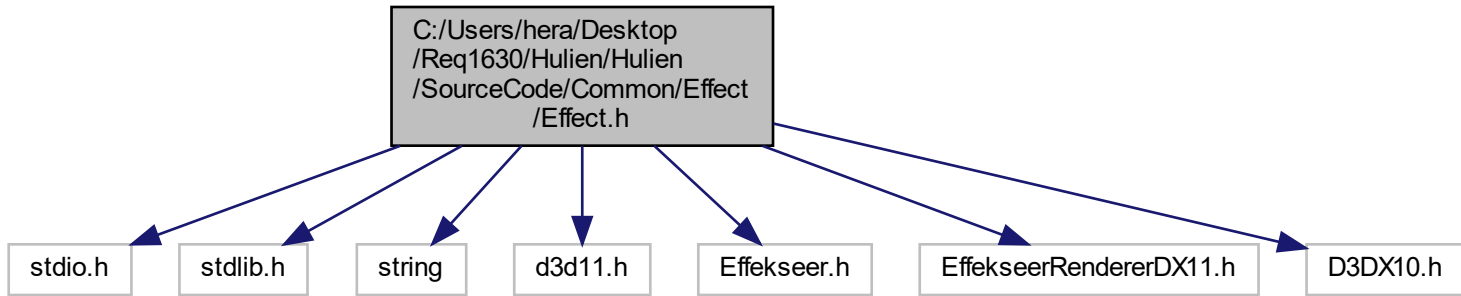 C:/Users/hera/Desktop
/Req1630/Hulien/Hulien
/SourceCode/Common/Effect
/Effect.h
stdio.h
stdlib.h
string
d3d11.h
Effekseer.h
EffekseerRendererDX11.h
D3DX10.h